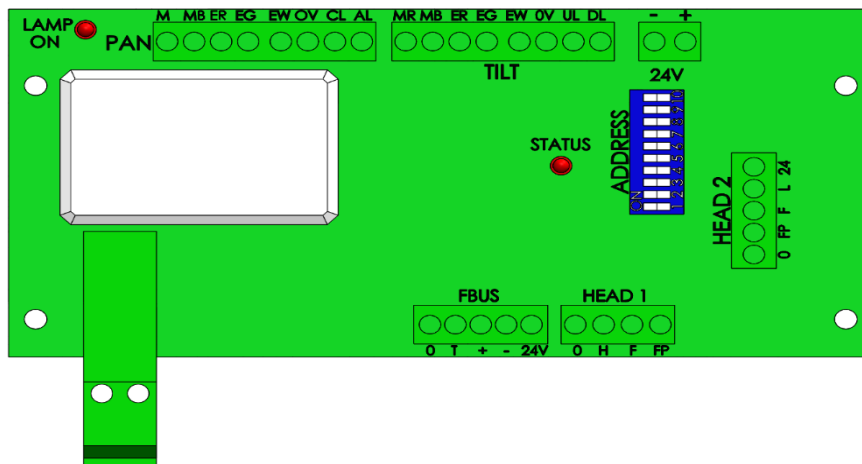 LAMP
ON
PAN
M MB ER EG EW OV CL AL
MR MB ER EG EW 0V UL DL
TILT
- +
24V
STATUS
ADDRESS
ON
1 2 3 4 5 6 7 8 9 10
HEAD 2
0 FP F L 24
FBUS
0 T + - 24V
HEAD 1
0 H F FP